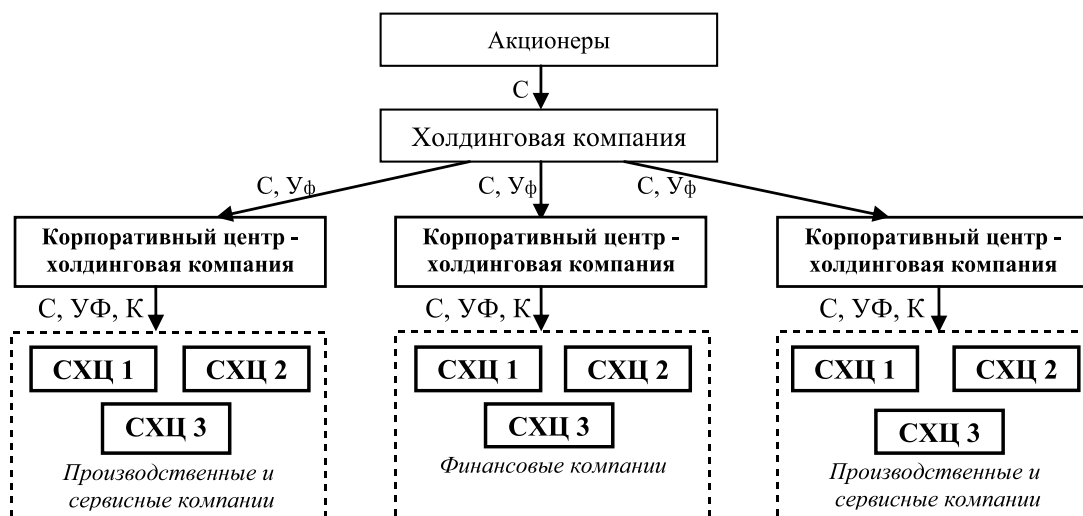 Акционеры
С
Холдинговая компания
С, Уф
С, Уф
С, Уф
Корпоративный центр -
холдинговая компания
Корпоративный центр -
холдинговая компания
Корпоративный центр -
холдинговая компания
С, УФ, К
С, УФ, К
С, УФ, К
СХЦ 1
СХЦ 2
СХЦ 3
Производственные и
сервисные компании
СХЦ 1
СХЦ 2
СХЦ 3
Финансовые компании
СХЦ 1
СХЦ 2
СХЦ 3
Производственные и
сервисные компании